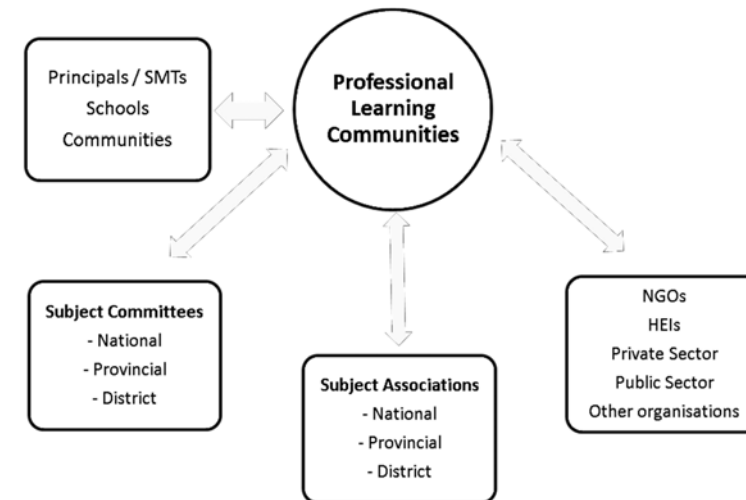 Principals / SMTs
Schools
Communities
Professional
Learning
Communities
Subject Committees
- National
- Provincial
- District
Subject Associations
- National
- Provincial
- District
NGOs
HEIs
Private Sector
Public Sector
Other organisations